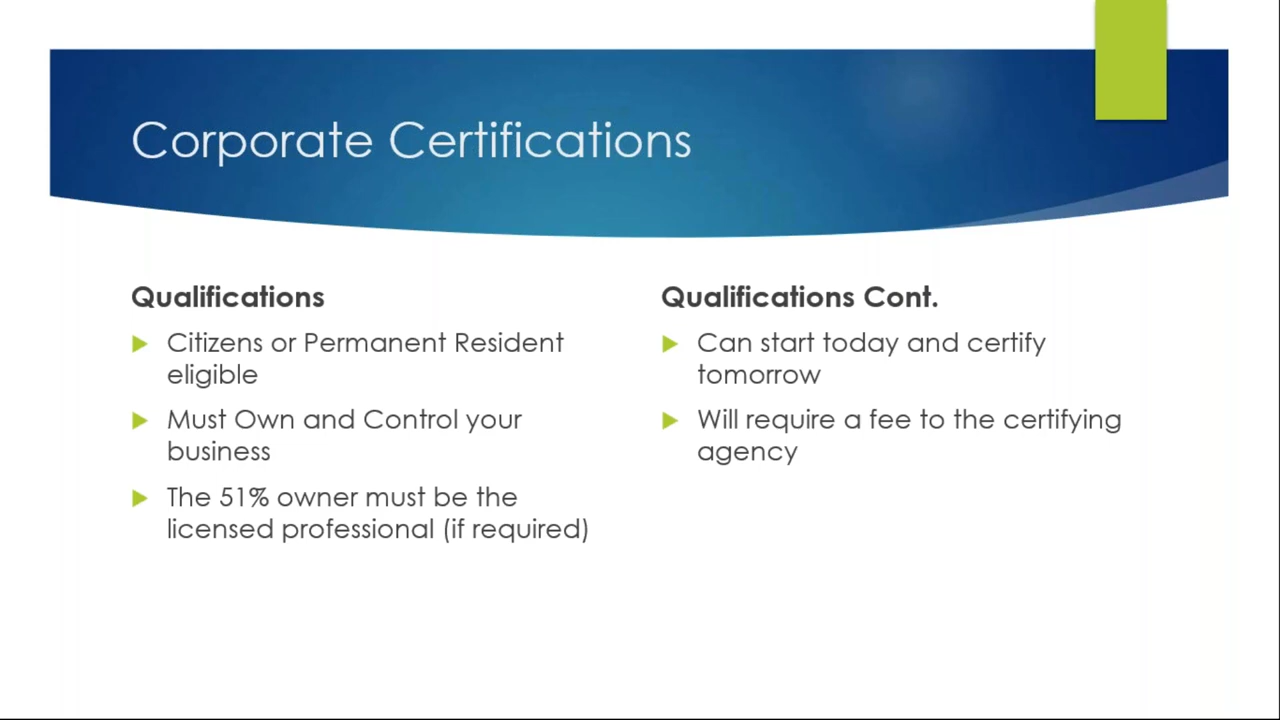 Corporate Certifications
Qualifications
Citizens or Permanent Resident
eligible
Must Own and Control your
business
The 51% owner must be the
licensed professional (if required)
Qualifications Cont.
Can start today and certify
tomorrow
Will require a fee to the certifying
agency